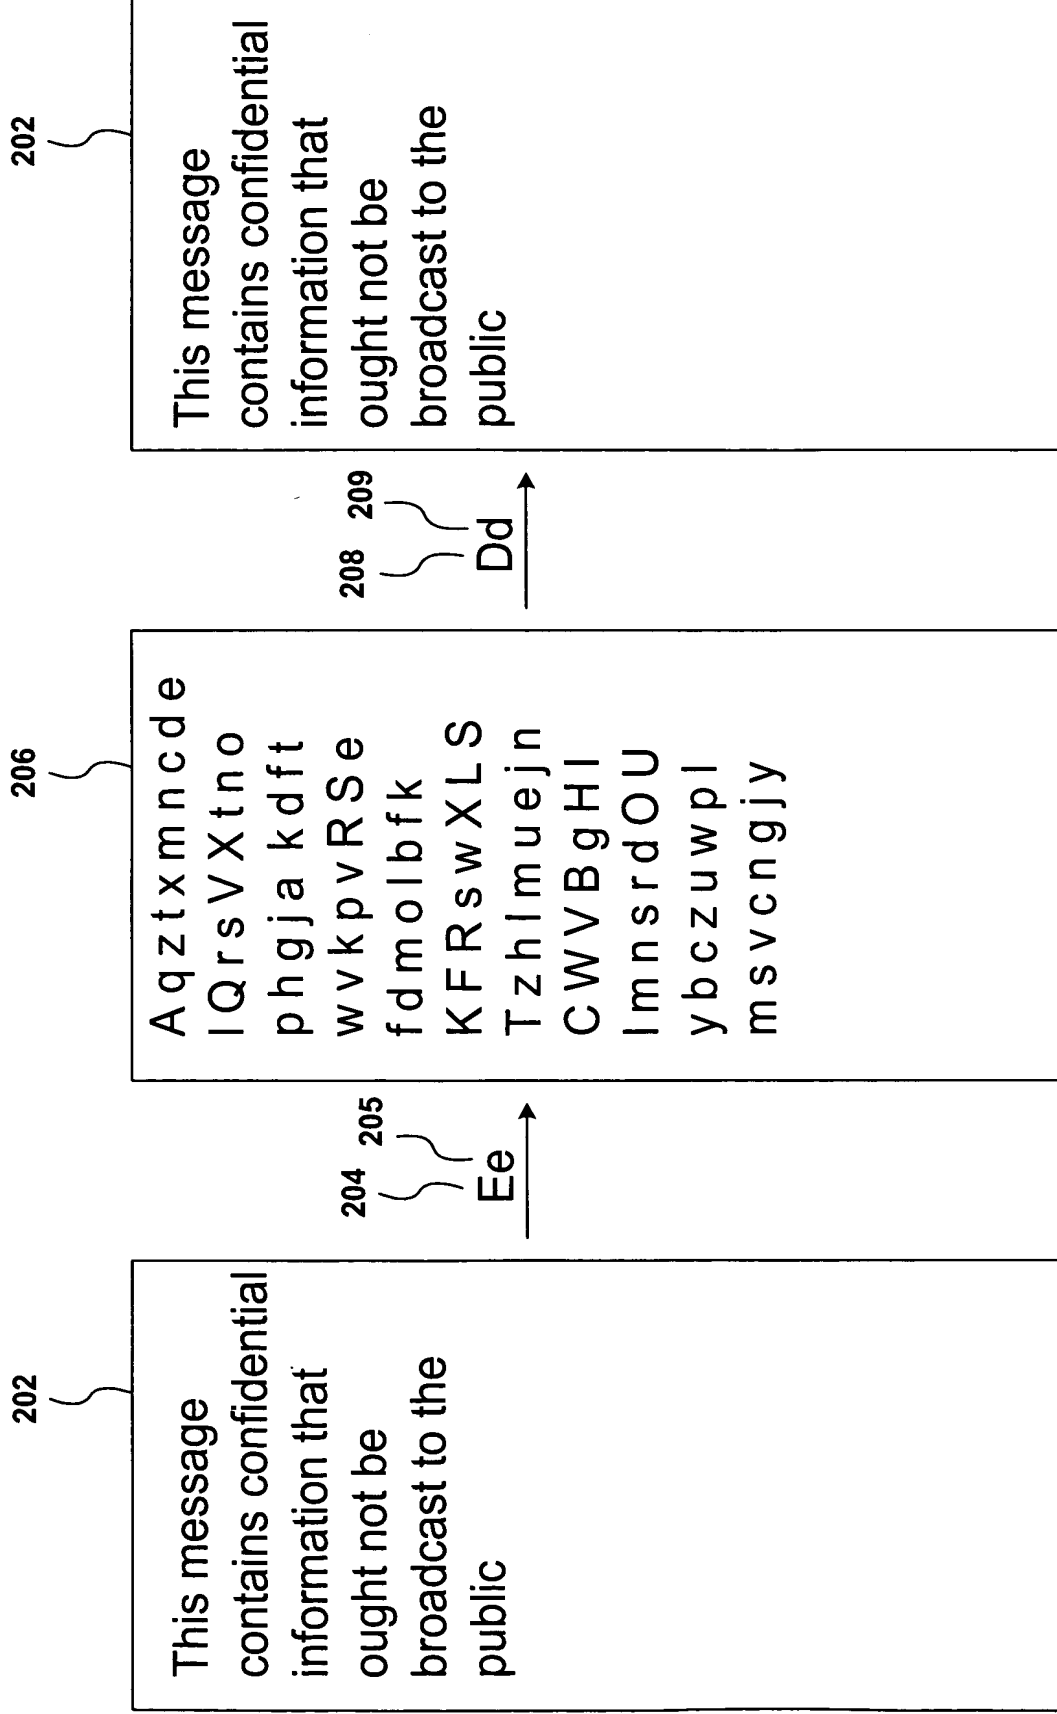 202
This message
contains confidential
information that
ought not be
broadcast to the
public
204
205
Ee
206
A q z t x m n c d e
I Q r s V X t n o
p h g j a k d f t
w v k p v R S e
f d m o l b f k
K F R s w X L S
T z h l m u e j n
C W V B g H I
l m n s r d O U
y b c z u w p l
m s v c n g j y
208
209
Dd
202
This message
contains confidential
information that
ought not be
broadcast to the
public